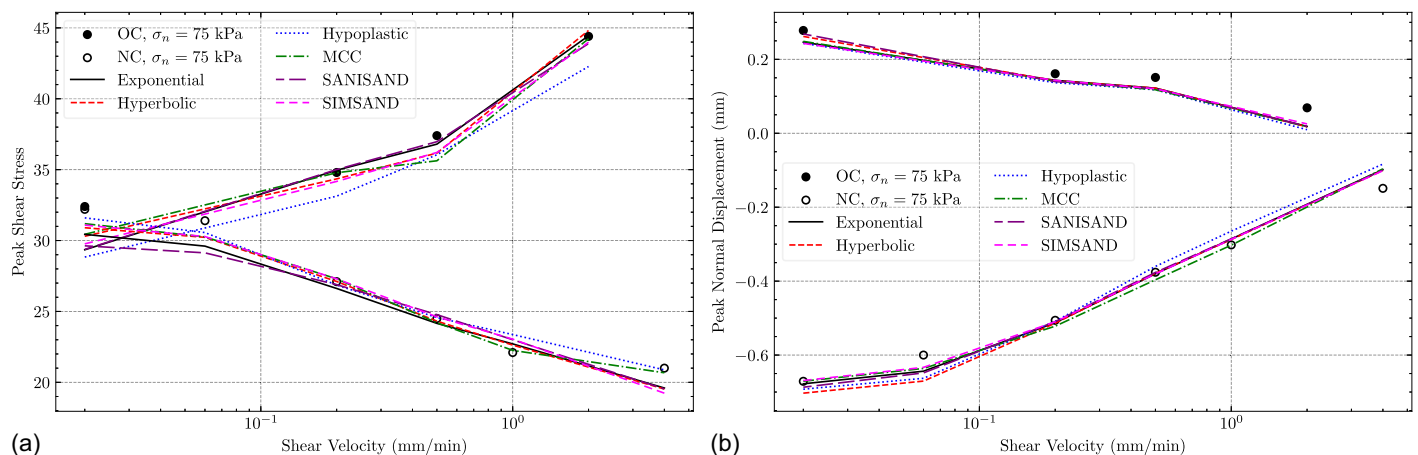 45
40
35
30
25
20
Peak Shear Stress
OC, σn = 75 kPa
NC, σn = 75 kPa
Exponential
Hyperbolic
Hypoplastic
MCC
SANISAND
SIMSAND
10⁻¹
10⁰
Shear Velocity (mm/min)
(a)
0.2
0.0
−0.2
−0.4
−0.6
Peak Normal Displacement (mm)
OC, σn = 75 kPa
NC, σn = 75 kPa
Exponential
Hyperbolic
Hypoplastic
MCC
SANISAND
SIMSAND
10⁻¹
10⁰
Shear Velocity (mm/min)
(b)